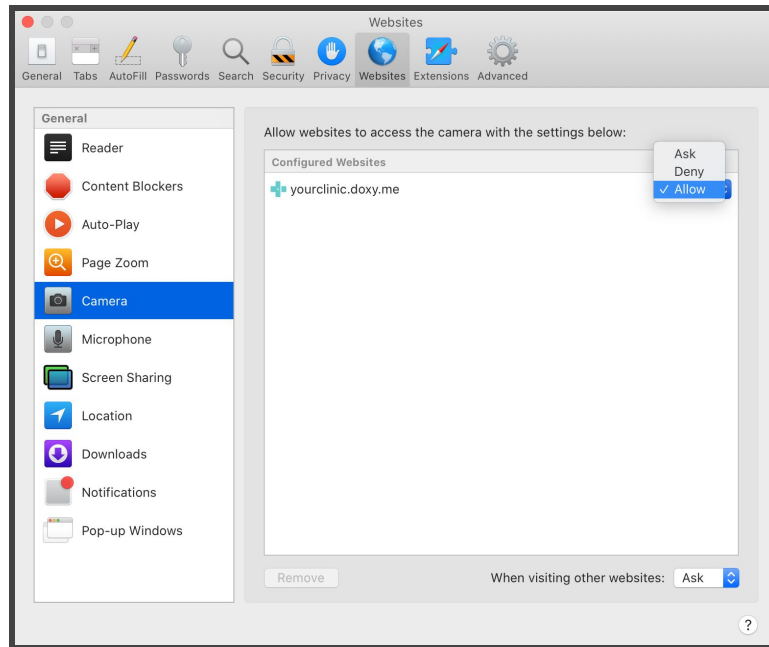 Websites
General Tabs AutoFill Passwords Search Security Privacy Websites Extensions Advanced
General
Reader
Content Blockers
Auto-Play
Page Zoom
Camera
Microphone
Screen Sharing
Location
Downloads
Notifications
Pop-up Windows
Allow websites to access the camera with the settings below:
Configured Websites
yourclinic.doxy.me
Ask
Deny
✓ Allow
Remove
When visiting other websites: Ask
?